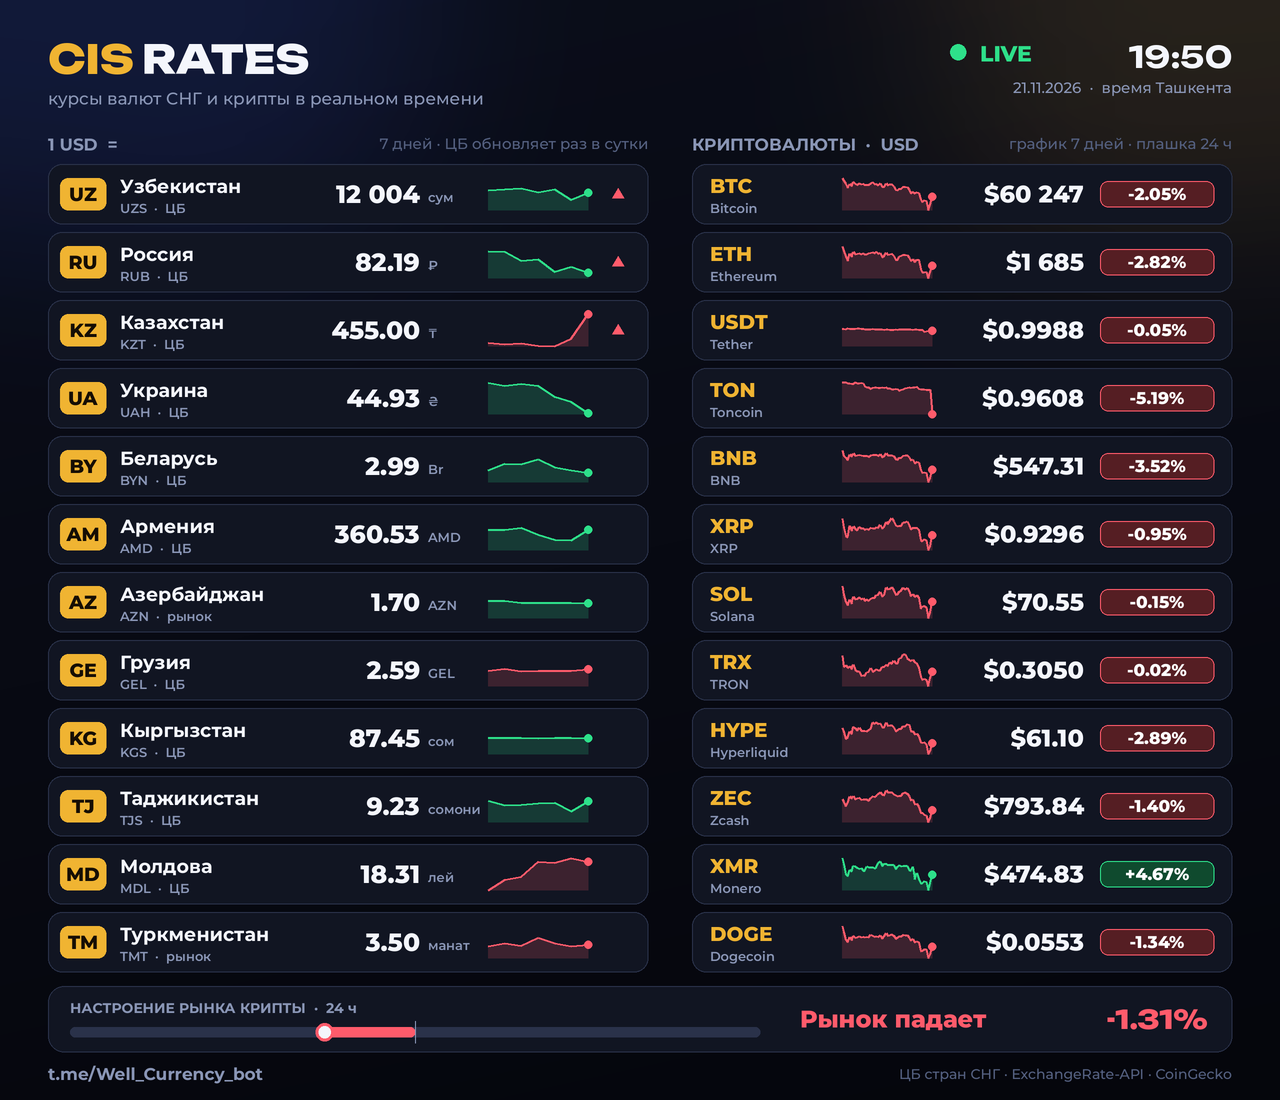 CIS RATES
курсы валют СНГ и крипты в реальном времени
LIVE
19:50
21.11.2026 · время Ташкента
1 USD =
7 дней · ЦБ обновляет раз в сутки
UZ Узбекистан 12 004 сум ▲
UZS · ЦБ
RU Россия 82.19 ₽ ▲
RUB · ЦБ
KZ Казахстан 455.00 ₸ ▲
KZT · ЦБ
UA Украина 44.93 ₴
UAH · ЦБ
BY Беларусь 2.99 Br
BYN · ЦБ
AM Армения 360.53 AMD
AMD · ЦБ
AZ Азербайджан 1.70 AZN
AZN · рынок
GE Грузия 2.59 GEL
GEL · ЦБ
KG Кыргызстан 87.45 сом
KGS · ЦБ
TJ Таджикистан 9.23 сомони
TJS · ЦБ
MD Молдова 18.31 лей
MDL · ЦБ
TM Туркменистан 3.50 манат
TMT · рынок
КРИПТОВАЛЮТЫ · USD
график 7 дней · плашка 24 ч
BTC $60 247 -2.05%
Bitcoin
ETH $1 685 -2.82%
Ethereum
USDT $0.9988 -0.05%
Tether
TON $0.9608 -5.19%
Toncoin
BNB $547.31 -3.52%
BNB
XRP $0.9296 -0.95%
XRP
SOL $70.55 -0.15%
Solana
TRX $0.3050 -0.02%
TRON
HYPE $61.10 -2.89%
Hyperliquid
ZEC $793.84 -1.40%
Zcash
XMR $474.83 +4.67%
Monero
DOGE $0.0553 -1.34%
Dogecoin
НАСТРОЕНИЕ РЫНКА КРИПТЫ · 24 ч
Рынок падает
-1.31%
t.me/Well_Currency_bot
ЦБ стран СНГ · ExchangeRate-API · CoinGecko